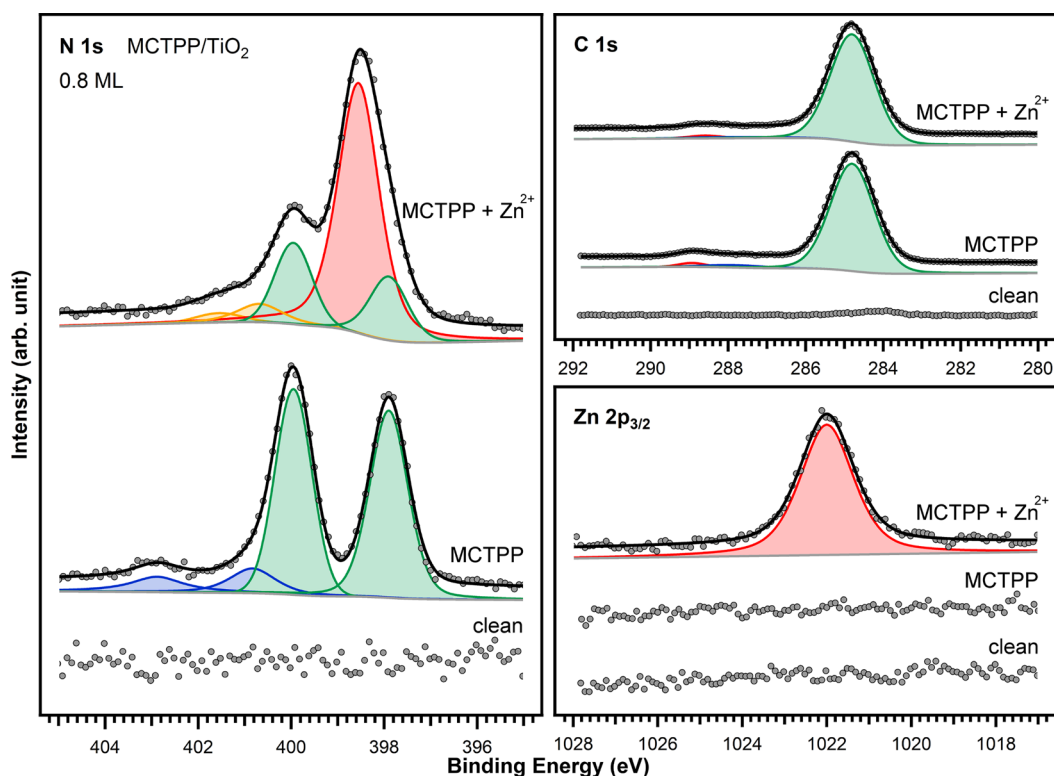 N 1s MCTPP/TiO₂
0.8 ML
MCTPP + Zn²⁺
MCTPP
clean
404 402 400 398 396
C 1s
MCTPP + Zn²⁺
MCTPP
clean
292 290 288 286 284 282 280
Zn 2p₃/₂
MCTPP + Zn²⁺
MCTPP
clean
1028 1026 1024 1022 1020 1018
Intensity (arb. unit)
Binding Energy (eV)